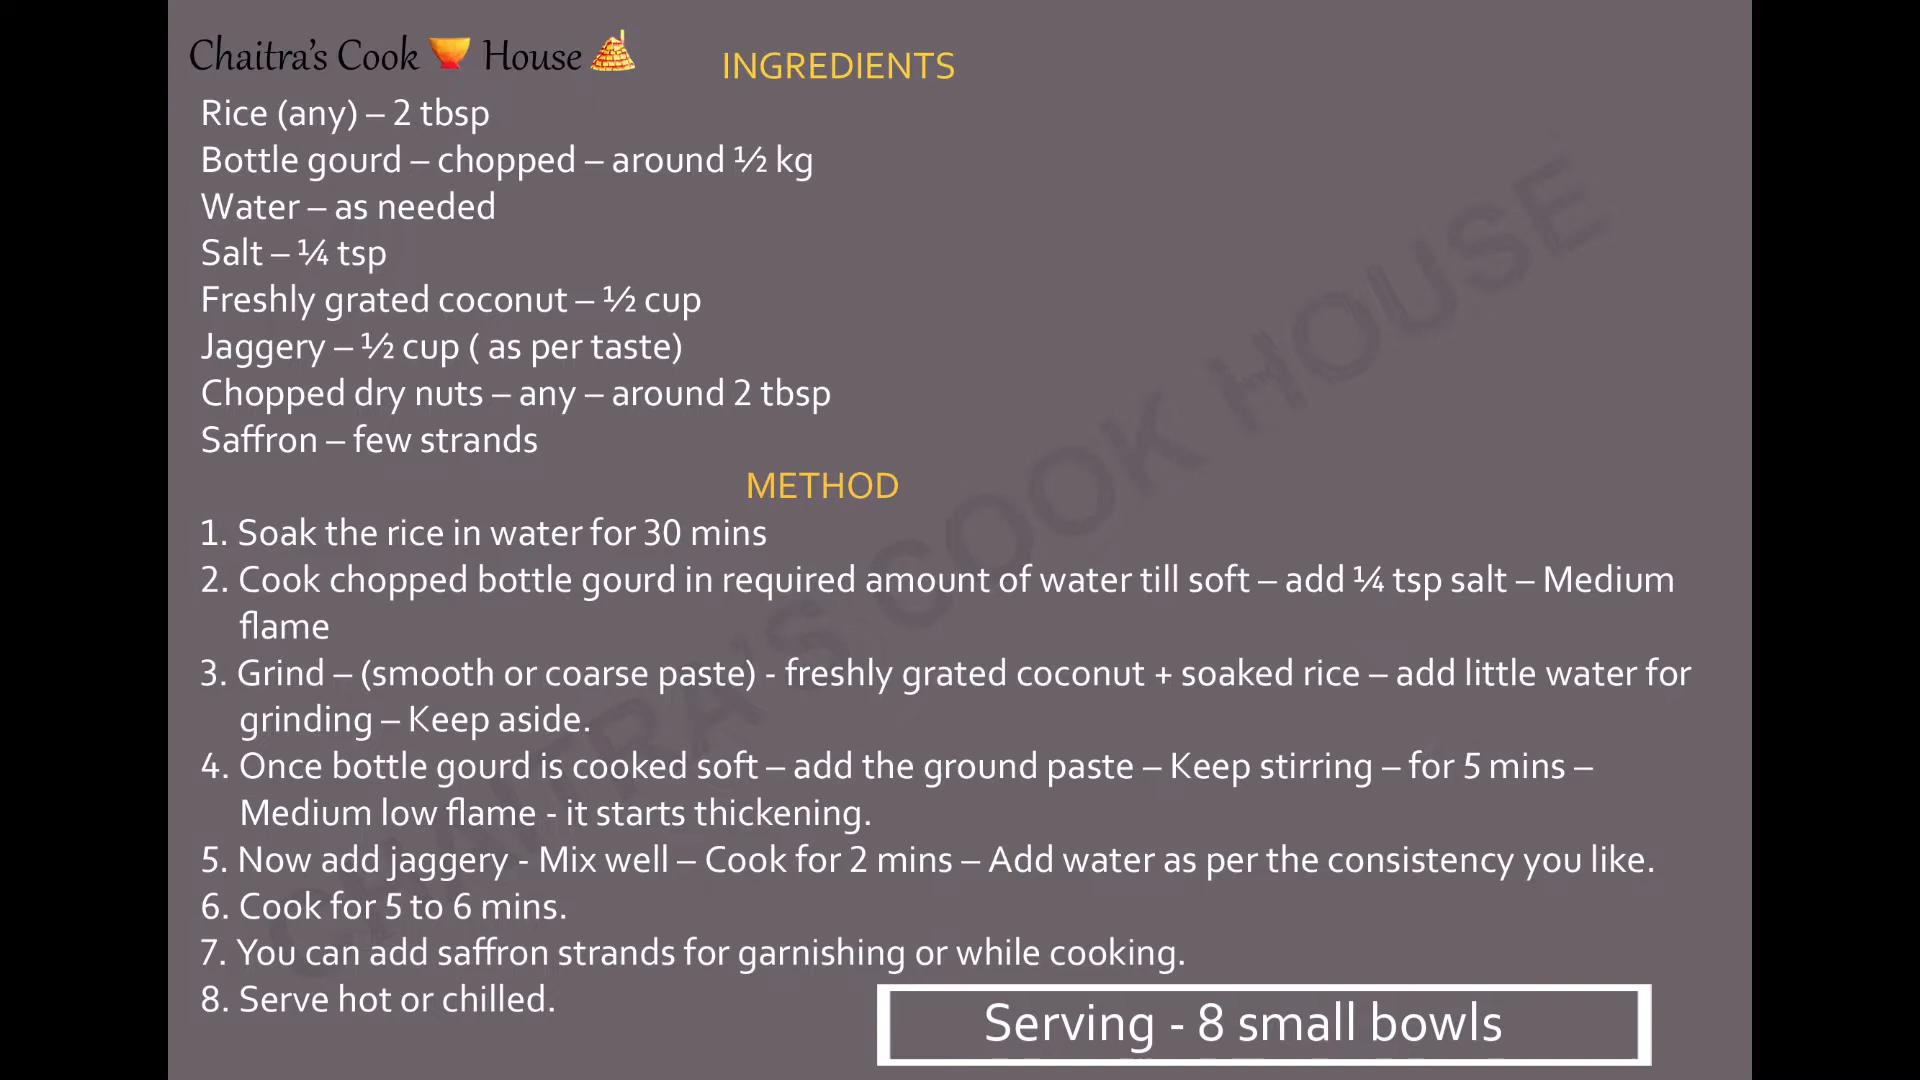 Chaitra's Cook House
INGREDIENTS
Rice (any) – 2 tbsp
Bottle gourd – chopped – around ½ kg
Water – as needed
Salt – ¼ tsp
Freshly grated coconut – ½ cup
Jaggery – ½ cup ( as per taste)
Chopped dry nuts – any – around 2 tbsp
Saffron – few strands
METHOD
1. Soak the rice in water for 30 mins
2. Cook chopped bottle gourd in required amount of water till soft – add ¼ tsp salt – Medium
flame
3. Grind – (smooth or coarse paste) - freshly grated coconut + soaked rice – add little water for
grinding – Keep aside.
4. Once bottle gourd is cooked soft – add the ground paste – Keep stirring – for 5 mins –
Medium low flame - it starts thickening.
5. Now add jaggery - Mix well – Cook for 2 mins – Add water as per the consistency you like.
6. Cook for 5 to 6 mins.
7. You can add saffron strands for garnishing or while cooking.
8. Serve hot or chilled.
Serving - 8 small bowls
CHAITRA'S COOK HOUSE